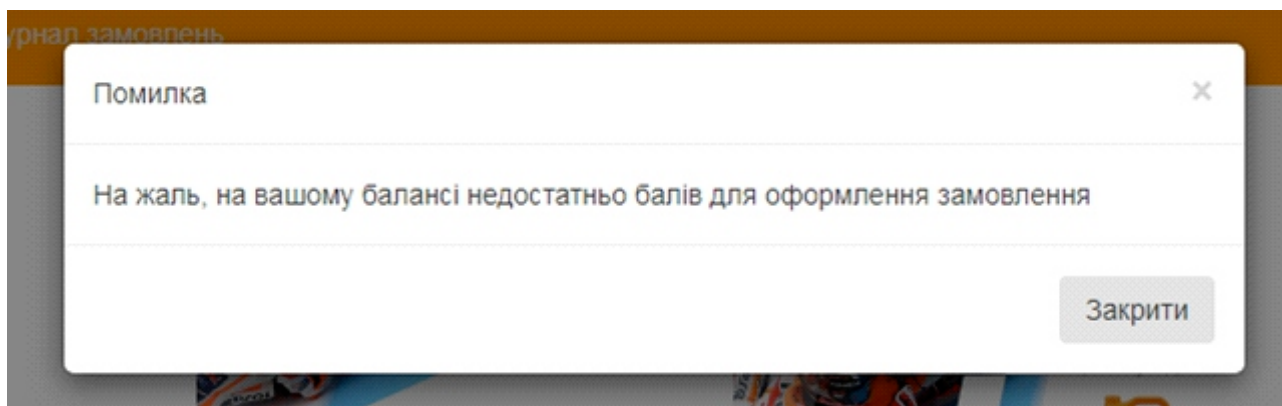 урнал замовлень
Помилка
×
На жаль, на вашому балансі недостатньо балів для оформлення замовлення
Закрити